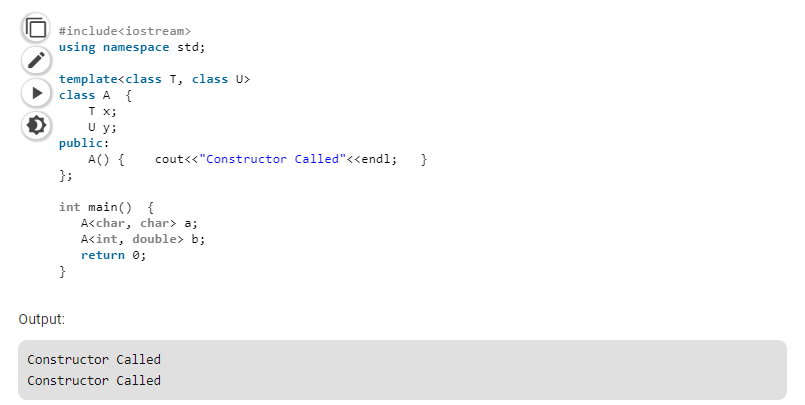 #include<iostream>
using namespace std;
template<class T, class U>
class A  {
    T x;
    U y;
public:
    A() {    cout<<"Constructor Called"<<endl;   }
};
int main()  {
   A<char, char> a;
   A<int, double> b;
   return 0;
}
Output:
Constructor Called
Constructor Called